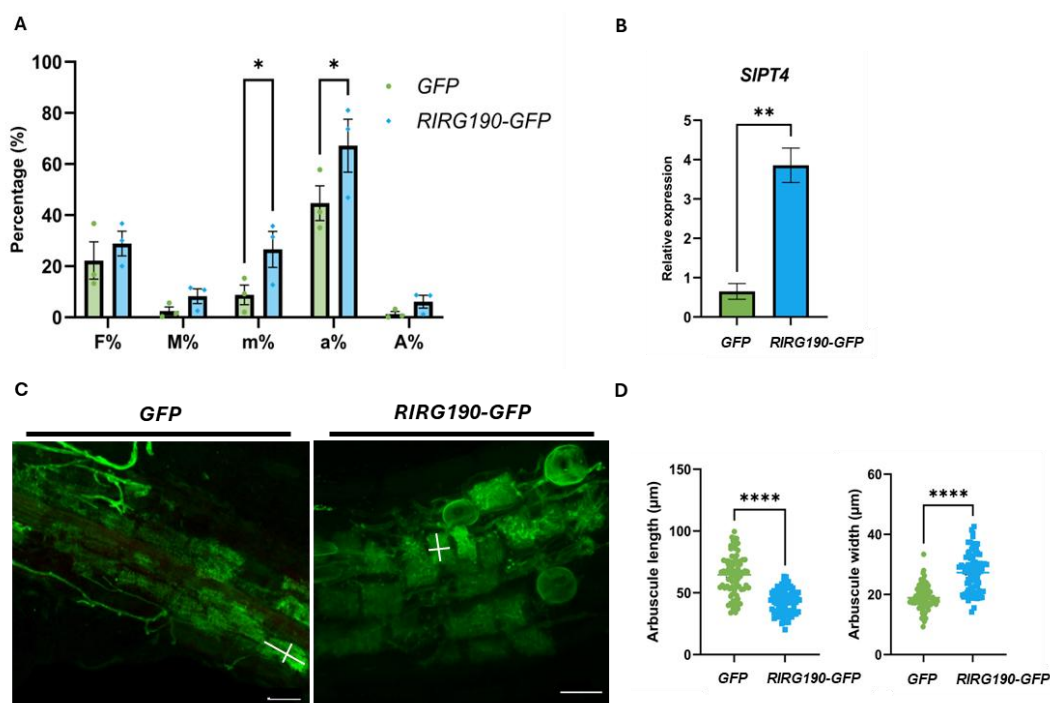 A
100
80
60
40
20
0
Percentage (%)
* *
GFP
RIRG190-GFP
F% M% m% a% A%
B
SIPT4
**
5
4
3
2
1
0
Relative expression
GFP RIRG190-GFP
C
GFP RIRG190-GFP
D
150
100
50
0
Arbuscule length (µm)
****
GFP RIRG190-GFP
60
40
20
0
Arbuscule width (µm)
****
GFP RIRG190-GFP